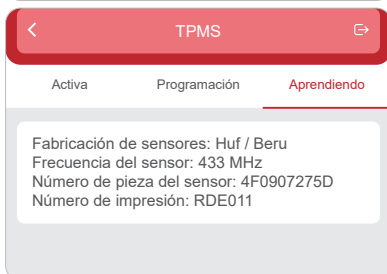 TPMS
Activa Programación Aprendiendo
Fabricación de sensores: Huf / Beru
Frecuencia del sensor: 433 MHz
Número de pieza del sensor: 4F0907275D
Número de impresión: RDE011